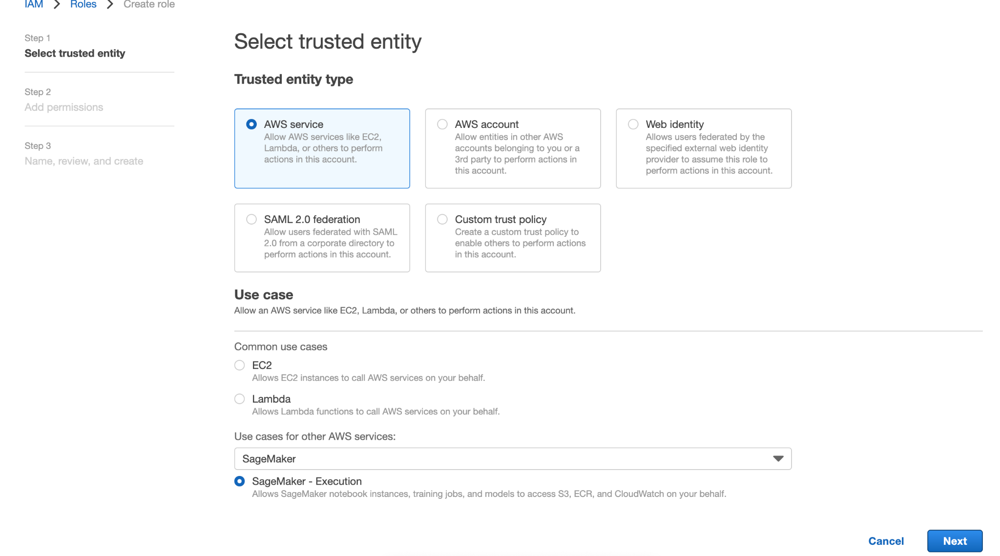 IAM > Roles > Create role
Step 1
Select trusted entity
Step 2
Add permissions
Step 3
Name, review, and create
Select trusted entity
Trusted entity type
AWS service
Allow AWS services like EC2,
Lambda, or others to perform
actions in this account.
AWS account
Allow entities in other AWS
accounts belonging to you or a
3rd party to perform actions in
this account.
Web identity
Allows users federated by the
specified external web identity
provider to assume this role to
perform actions in this account.
SAML 2.0 federation
Allow users federated with SAML
2.0 from a corporate directory to
perform actions in this account.
Custom trust policy
Create a custom trust policy to
enable others to perform actions
in this account.
Use case
Allow an AWS service like EC2, Lambda, or others to perform actions in this account.
Common use cases
EC2
Allows EC2 instances to call AWS services on your behalf.
Lambda
Allows Lambda functions to call AWS services on your behalf.
Use cases for other AWS services:
SageMaker
SageMaker - Execution
Allows SageMaker notebook instances, training jobs, and models to access S3, ECR, and CloudWatch on your behalf.
Cancel
Next